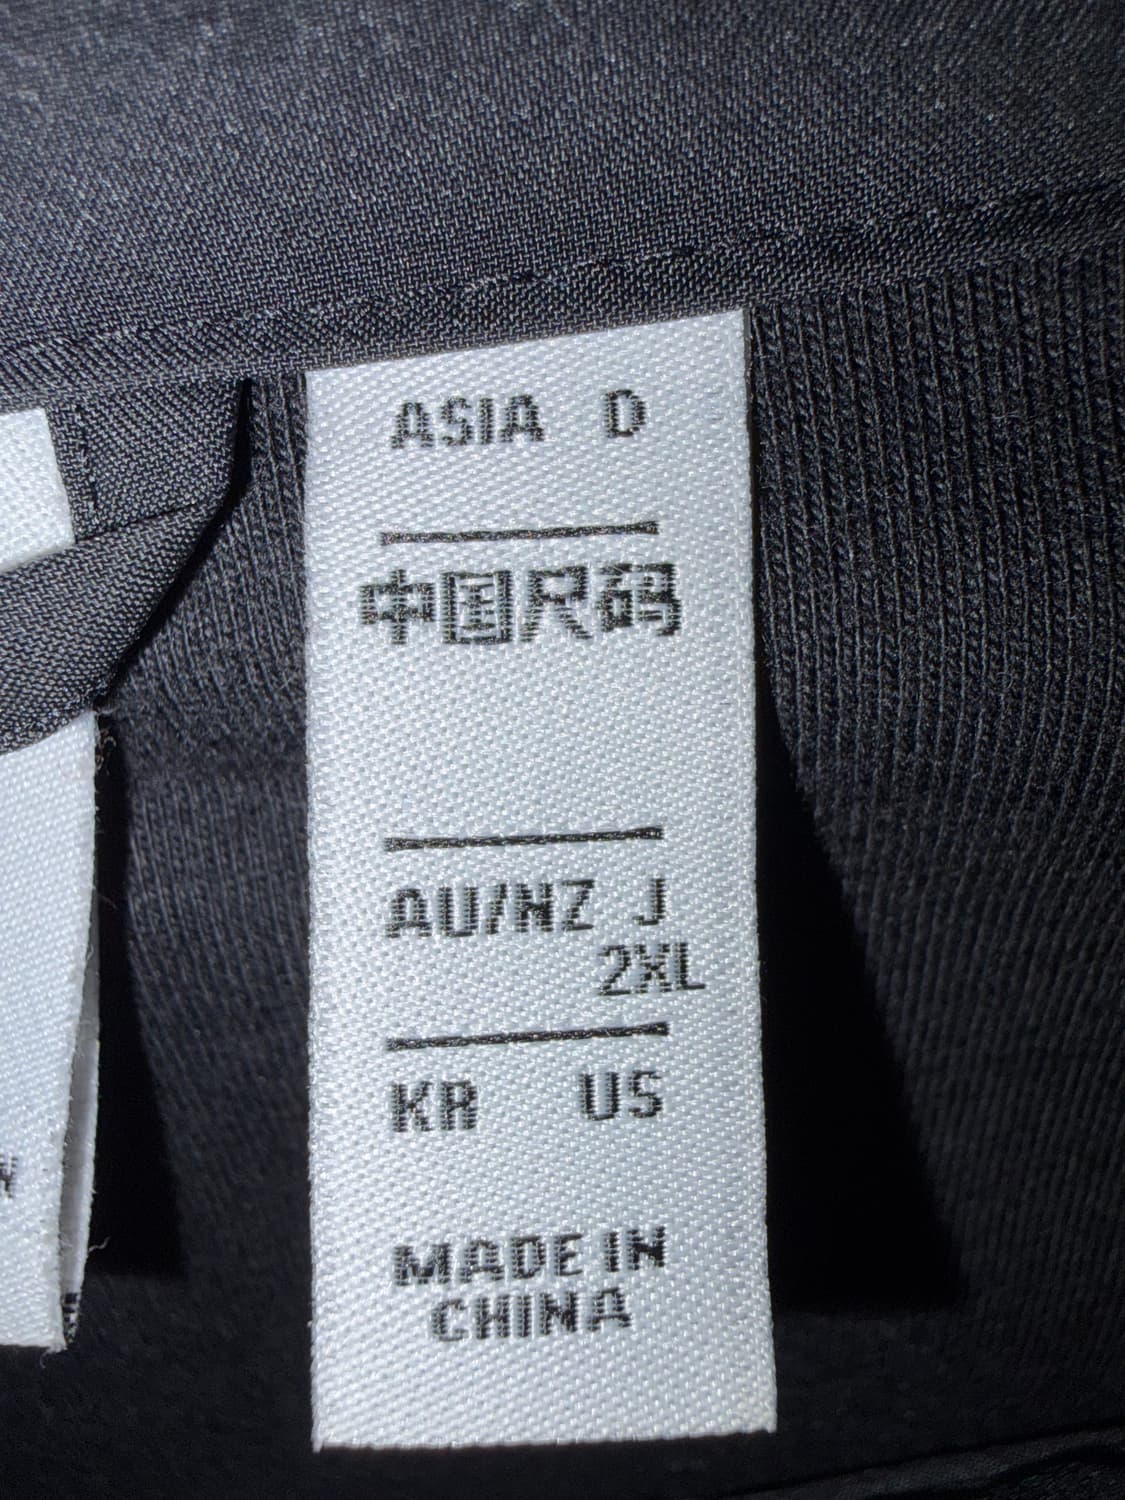 ASIA D
中国尺码
AU/NZ J
2XL
KR US
MADE IN
CHINA